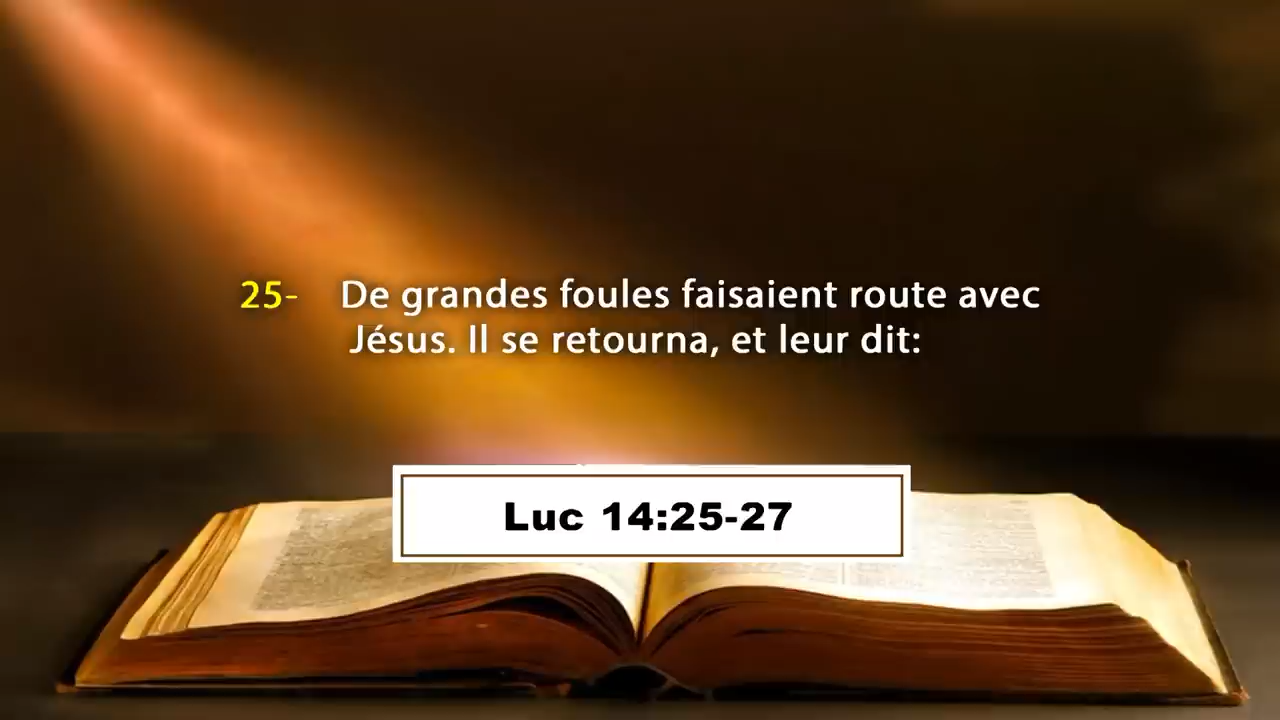 25- De grandes foules faisaient route avec
Jésus. Il se retourna, et leur dit:
Luc 14:25-27